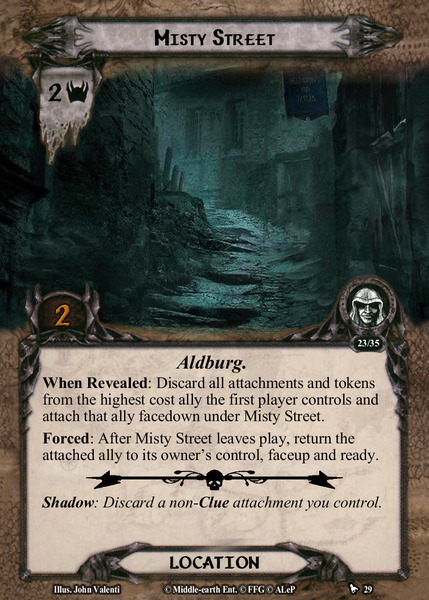 Misty Street
2
2
23/35
Aldburg.
When Revealed: Discard all attachments and tokens
from the highest cost ally the first player controls and
attach that ally facedown under Misty Street.
Forced: After Misty Street leaves play, return the
attached ally to its owner's control, faceup and ready.
Shadow: Discard a non-Clue attachment you control.
LOCATION
Illus. John Valenti © Middle-earth Ent. © FFG © ALeP 29